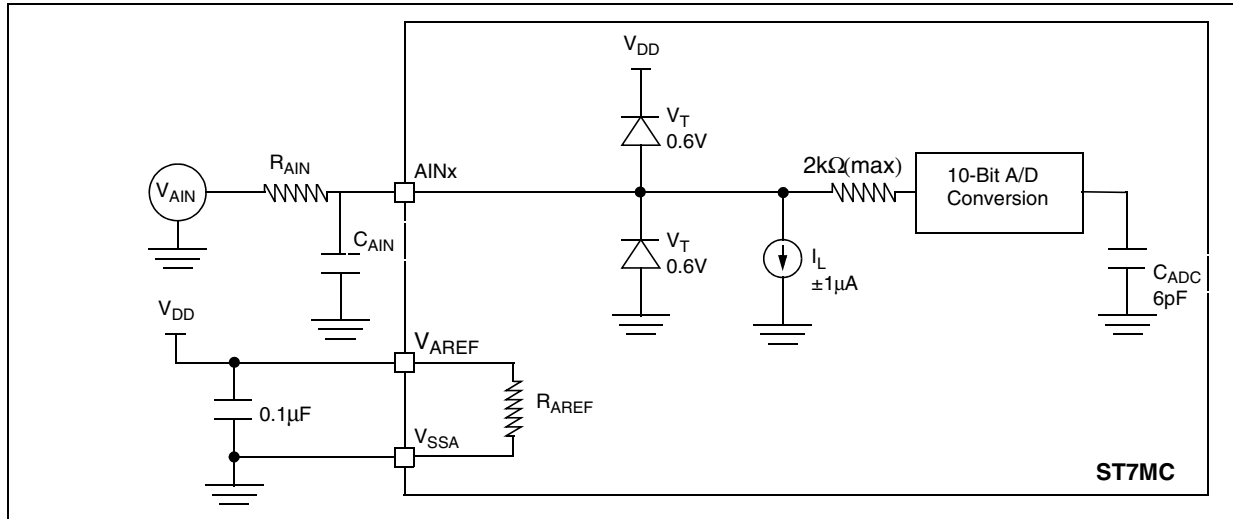 V_DD
V_T
0.6V
R_AIN
AINx
2kΩ(max)
10-Bit A/D
Conversion
V_AIN
C_AIN
V_T
0.6V
I_L
±1µA
C_ADC
6pF
V_DD
V_AREF
0.1µF
R_AREF
V_SSA
ST7MC